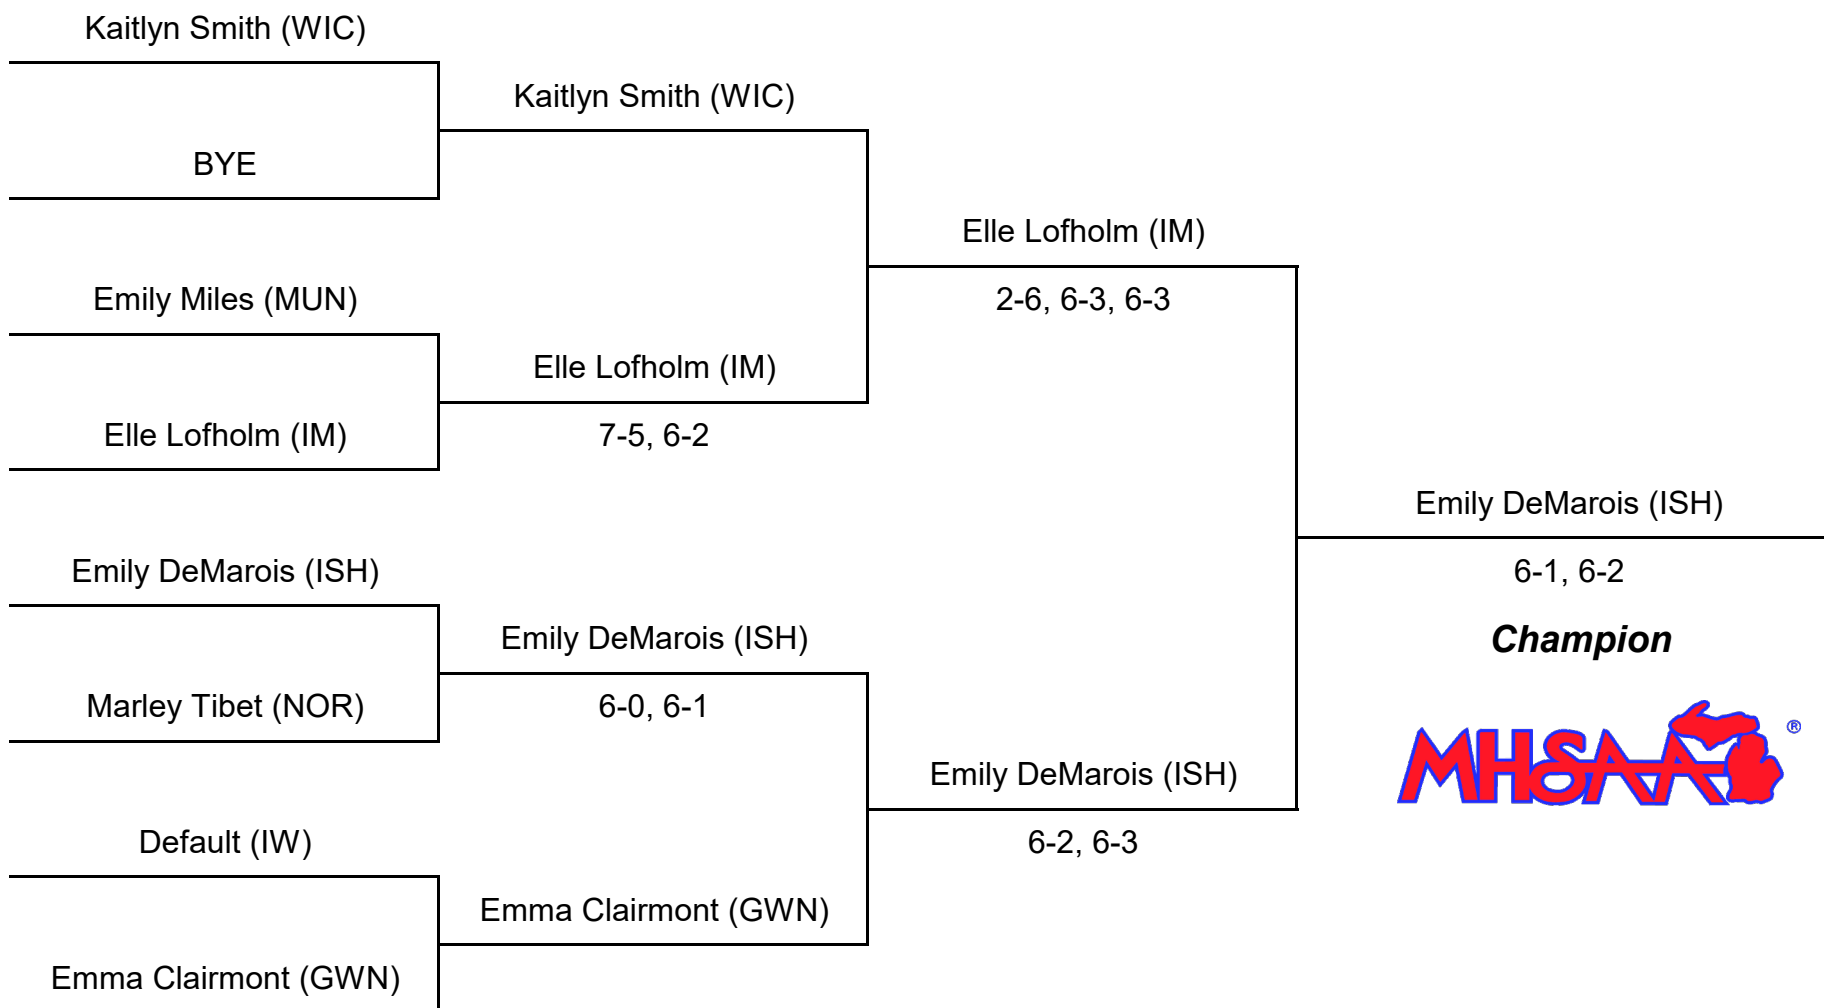 Kaitlyn Smith (WIC)
Kaitlyn Smith (WIC)
BYE
Elle Lofholm (IM)
Emily Miles (MUN)
2-6, 6-3, 6-3
Elle Lofholm (IM)
Elle Lofholm (IM)
7-5, 6-2
Emily DeMarois (ISH)
Emily DeMarois (ISH)
6-1, 6-2
Emily DeMarois (ISH)
Champion
Marley Tibet (NOR)
6-0, 6-1
MHSAA®
Emily DeMarois (ISH)
Default (IW)
6-2, 6-3
Emma Clairmont (GWN)
Emma Clairmont (GWN)